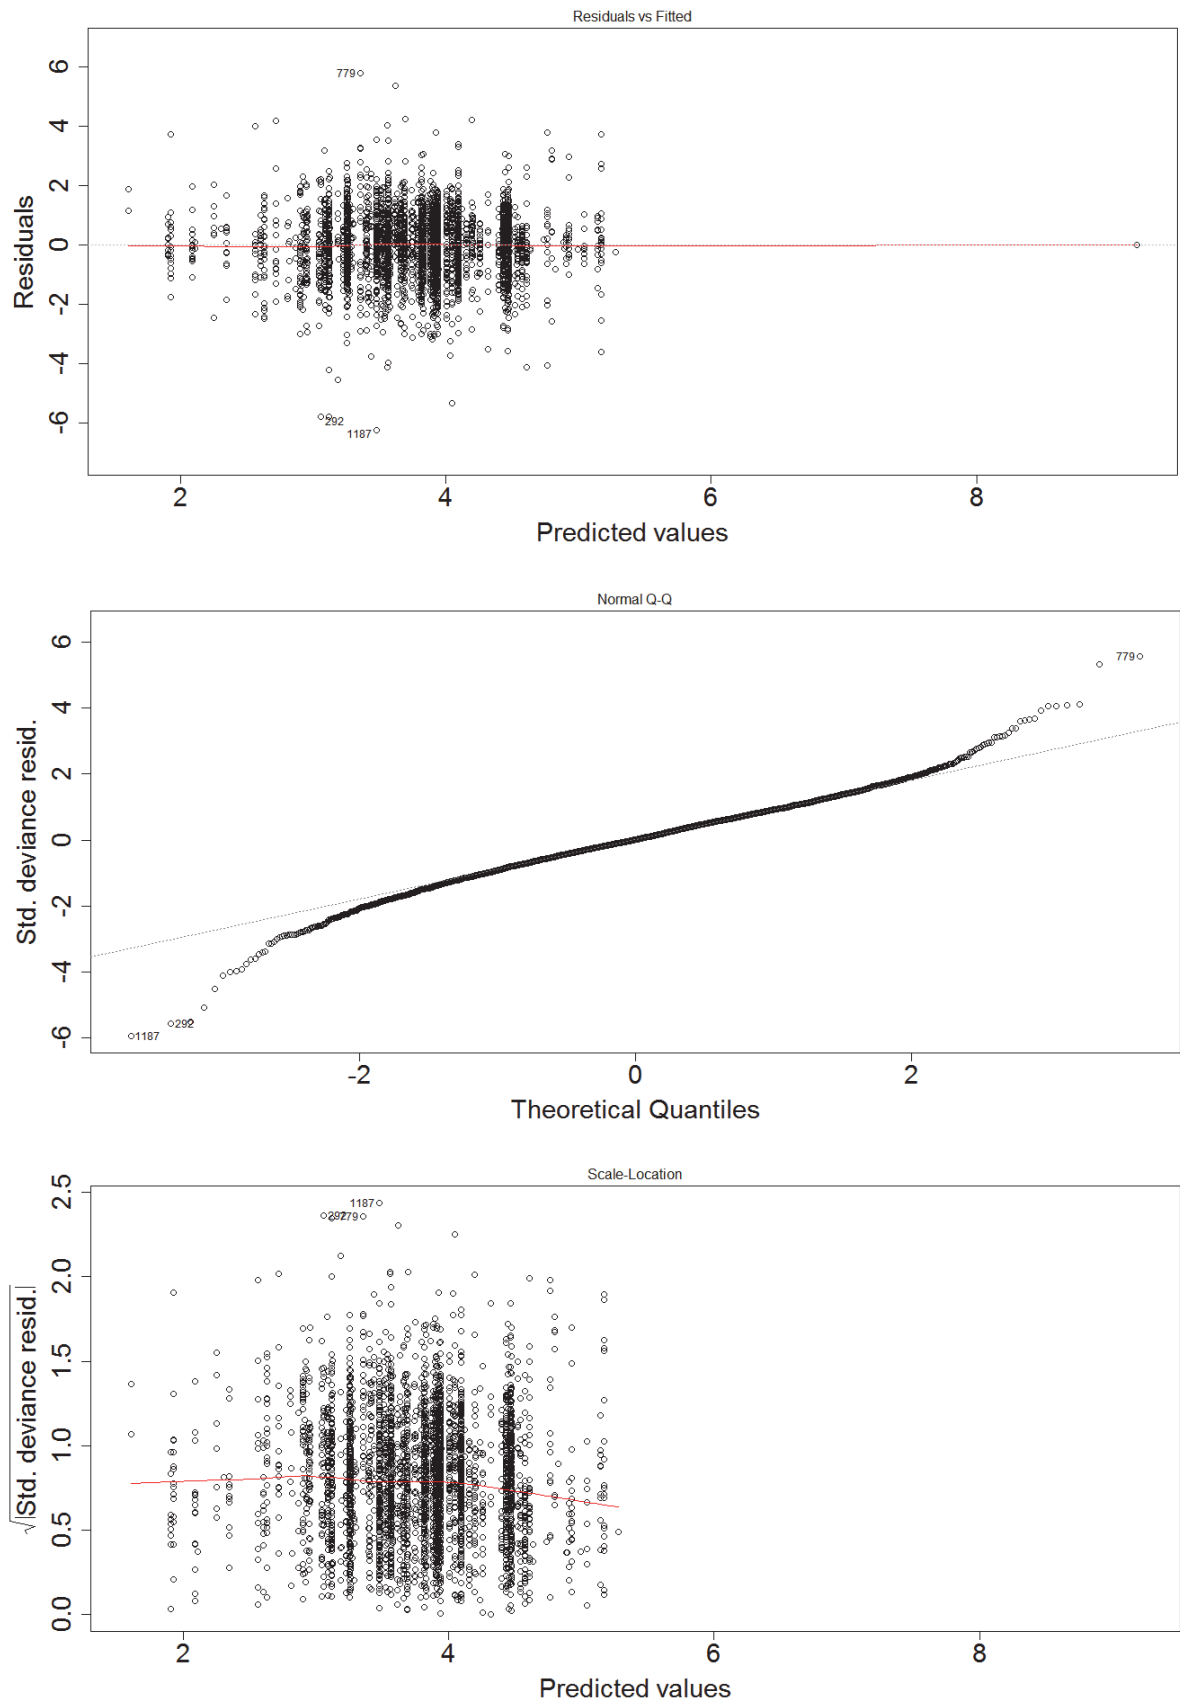 Residuals vs Fitted
6
4
2
0
-2
-4
-6
Residuals
779
292
1187
2 4 6 8
Predicted values
Normal Q-Q
6
4
2
0
-2
-4
-6
Std. deviance resid.
779
292
1187
-2 0 2
Theoretical Quantiles
Scale-Location
2.5
2.0
1.5
1.0
0.5
0.0
√|Std. deviance resid.|
1187
292
779
2 4 6 8
Predicted values